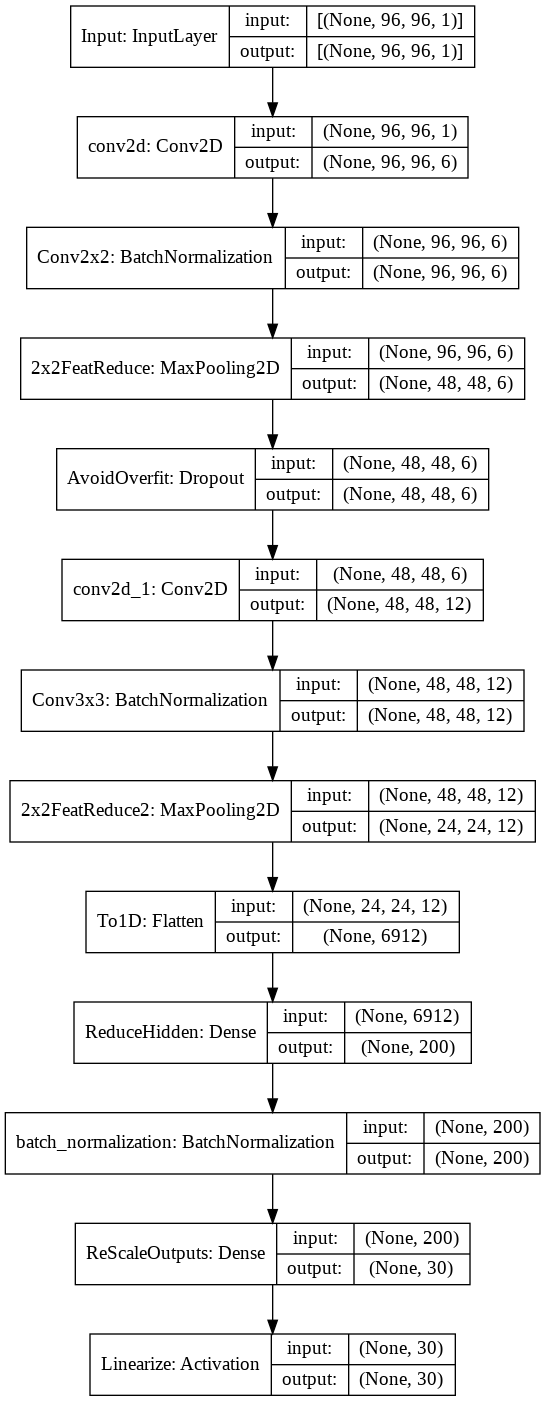 Input: InputLayer
input: [(None, 96, 96, 1)]
output: [(None, 96, 96, 1)]
conv2d: Conv2D
input: (None, 96, 96, 1)
output: (None, 96, 96, 6)
Conv2x2: BatchNormalization
input: (None, 96, 96, 6)
output: (None, 96, 96, 6)
2x2FeatReduce: MaxPooling2D
input: (None, 96, 96, 6)
output: (None, 48, 48, 6)
AvoidOverfit: Dropout
input: (None, 48, 48, 6)
output: (None, 48, 48, 6)
conv2d_1: Conv2D
input: (None, 48, 48, 6)
output: (None, 48, 48, 12)
Conv3x3: BatchNormalization
input: (None, 48, 48, 12)
output: (None, 48, 48, 12)
2x2FeatReduce2: MaxPooling2D
input: (None, 48, 48, 12)
output: (None, 24, 24, 12)
To1D: Flatten
input: (None, 24, 24, 12)
output: (None, 6912)
ReduceHidden: Dense
input: (None, 6912)
output: (None, 200)
batch_normalization: BatchNormalization
input: (None, 200)
output: (None, 200)
ReScaleOutputs: Dense
input: (None, 200)
output: (None, 30)
Linearize: Activation
input: (None, 30)
output: (None, 30)